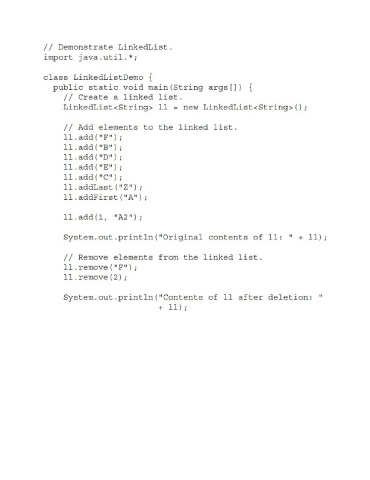 // Demonstrate LinkedList.
import java.util.*;

class LinkedListDemo {
  public static void main(String args[]) {
    // Create a linked list.
    LinkedList<String> ll = new LinkedList<String>();

    // Add elements to the linked list.
    ll.add("F");
    ll.add("B");
    ll.add("D");
    ll.add("E");
    ll.add("C");
    ll.addLast("Z");
    ll.addFirst("A");

    ll.add(1, "A2");

    System.out.println("Original contents of ll: " + ll);

    // Remove elements from the linked list.
    ll.remove("F");
    ll.remove(2);

    System.out.println("Contents of ll after deletion: "
                       + ll);